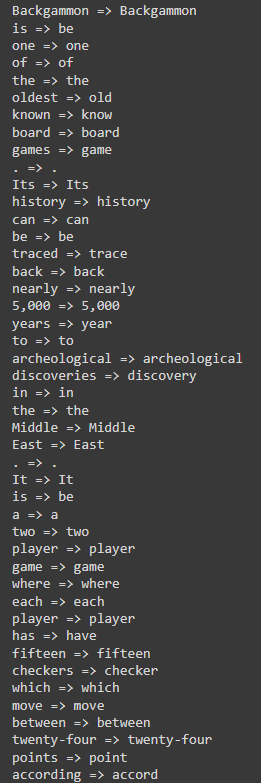 Backgammon => Backgammon
is => be
one => one
of => of
the => the
oldest => old
known => know
board => board
games => game
. => .
Its => Its
history => history
can => can
be => be
traced => trace
back => back
nearly => nearly
5,000 => 5,000
years => year
to => to
archeological => archeological
discoveries => discovery
in => in
the => the
Middle => Middle
East => East
. => .
It => It
is => be
a => a
two => two
player => player
game => game
where => where
each => each
player => player
has => have
fifteen => fifteen
checkers => checker
which => which
move => move
between => between
twenty-four => twenty-four
points => point
according => accord